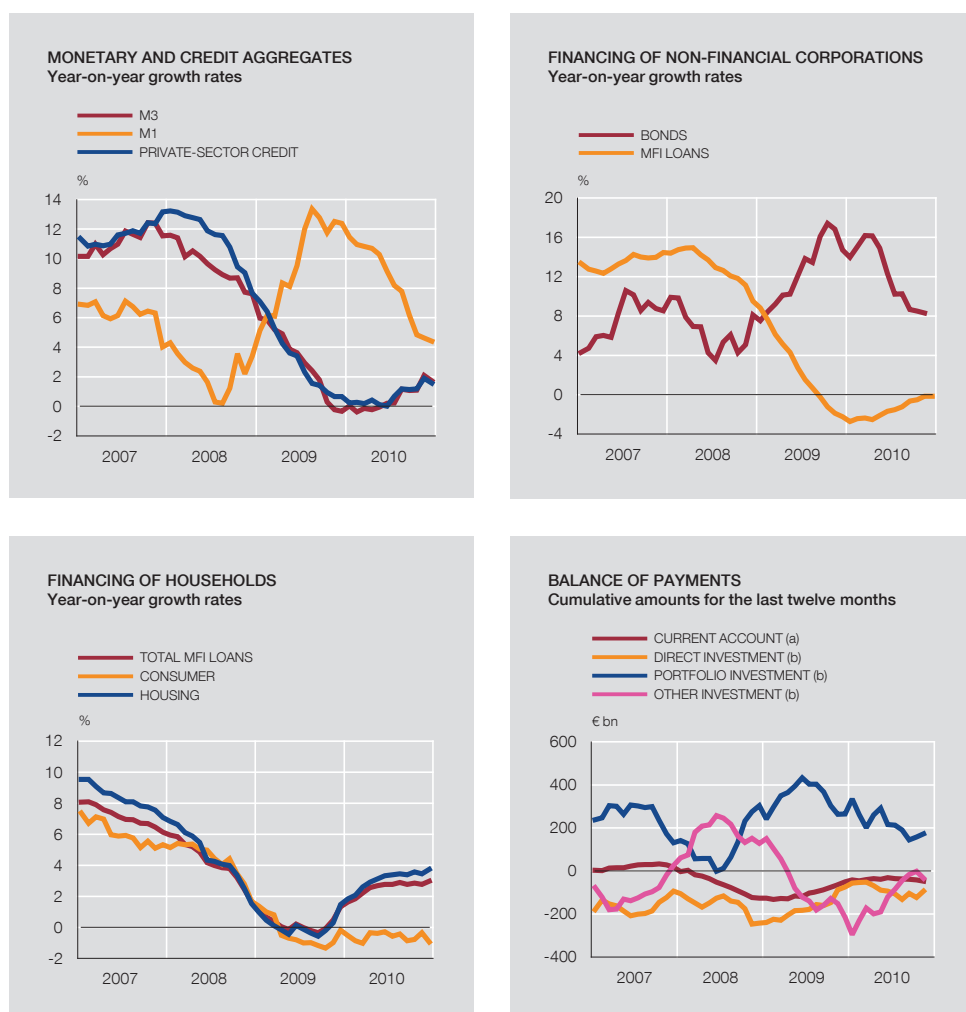 MONETARY AND CREDIT AGGREGATES
Year-on-year growth rates
M3
M1
PRIVATE-SECTOR CREDIT
%
14
12
10
8
6
4
2
0
-2
2007 2008 2009 2010
FINANCING OF NON-FINANCIAL CORPORATIONS
Year-on-year growth rates
BONDS
MFI LOANS
%
20
16
12
8
4
0
-4
2007 2008 2009 2010
FINANCING OF HOUSEHOLDS
Year-on-year growth rates
TOTAL MFI LOANS
CONSUMER
HOUSING
%
12
10
8
6
4
2
0
-2
2007 2008 2009 2010
BALANCE OF PAYMENTS
Cumulative amounts for the last twelve months
CURRENT ACCOUNT (a)
DIRECT INVESTMENT (b)
PORTFOLIO INVESTMENT (b)
OTHER INVESTMENT (b)
€ bn
600
400
200
0
-200
-400
2007 2008 2009 2010